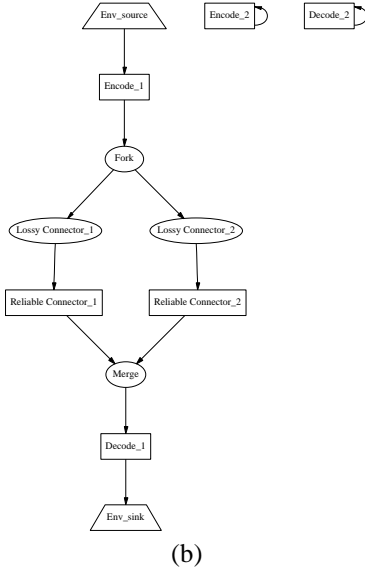 Env_source
Encode_2
Decode_2
Encode_1
Fork
Lossy Connector_1
Lossy Connector_2
Reliable Connector_1
Reliable Connector_2
Merge
Decode_1
Env_sink
(b)